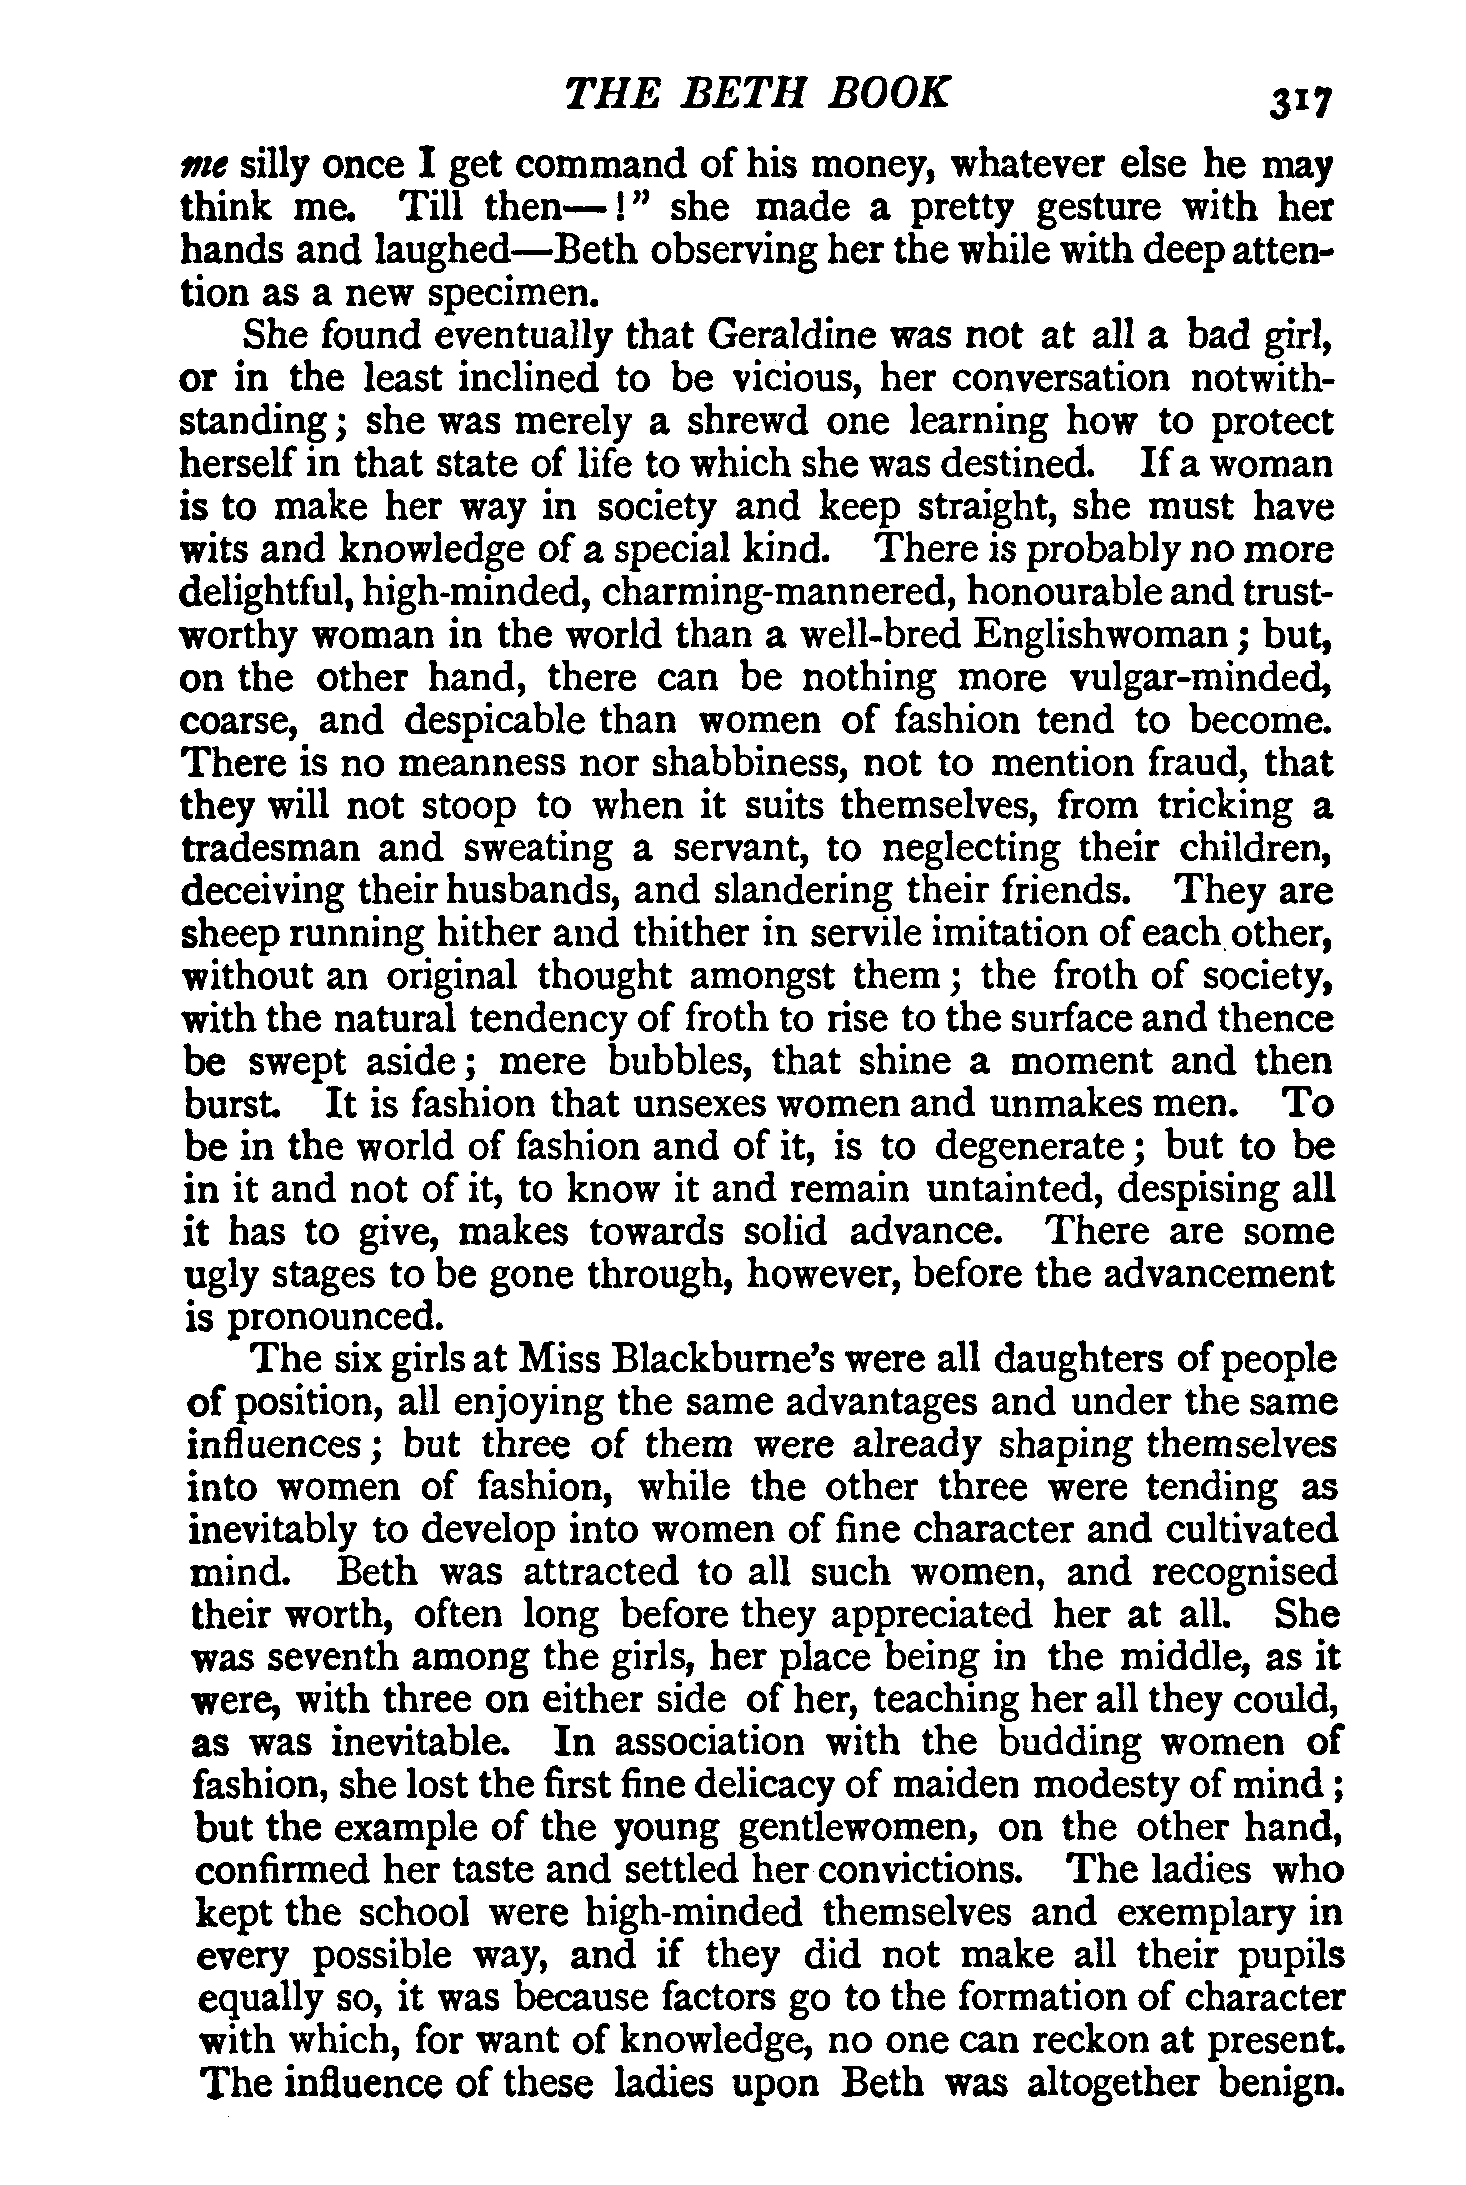 THE BETH BOOK 317
me silly once I get command of his money, whatever else he may
think me. Till then—!" she made a pretty gesture with her
hands and laughed—Beth observing her the while with deep atten-
tion as a new specimen.
She found eventually that Geraldine was not at all a bad girl,
or in the least inclined to be vicious, her conversation notwith-
standing; she was merely a shrewd one learning how to protect
herself in that state of life to which she was destined. If a woman
is to make her way in society and keep straight, she must have
wits and knowledge of a special kind. There is probably no more
delightful, high-minded, charming-mannered, honourable and trust-
worthy woman in the world than a well-bred Englishwoman; but,
on the other hand, there can be nothing more vulgar-minded,
coarse, and despicable than women of fashion tend to become.
There is no meanness nor shabbiness, not to mention fraud, that
they will not stoop to when it suits themselves, from tricking a
tradesman and sweating a servant, to neglecting their children,
deceiving their husbands, and slandering their friends. They are
sheep running hither and thither in servile imitation of each other,
without an original thought amongst them; the froth of society,
with the natural tendency of froth to rise to the surface and thence
be swept aside; mere bubbles, that shine a moment and then
burst. It is fashion that unsexes women and unmakes men. To
be in the world of fashion and of it, is to degenerate; but to be
in it and not of it, to know it and remain untainted, despising all
it has to give, makes towards solid advance. There are some
ugly stages to be gone through, however, before the advancement
is pronounced.
The six girls at Miss Blackburne's were all daughters of people
of position, all enjoying the same advantages and under the same
influences; but three of them were already shaping themselves
into women of fashion, while the other three were tending as
inevitably to develop into women of fine character and cultivated
mind. Beth was attracted to all such women, and recognised
their worth, often long before they appreciated her at all. She
was seventh among the girls, her place being in the middle, as it
were, with three on either side of her, teaching her all they could,
as was inevitable. In association with the budding women of
fashion, she lost the first fine delicacy of maiden modesty of mind;
but the example of the young gentlewomen, on the other hand,
confirmed her taste and settled her convictions. The ladies who
kept the school were high-minded themselves and exemplary in
every possible way, and if they did not make all their pupils
equally so, it was because factors go to the formation of character
with which, for want of knowledge, no one can reckon at present.
The influence of these ladies upon Beth was altogether benign.